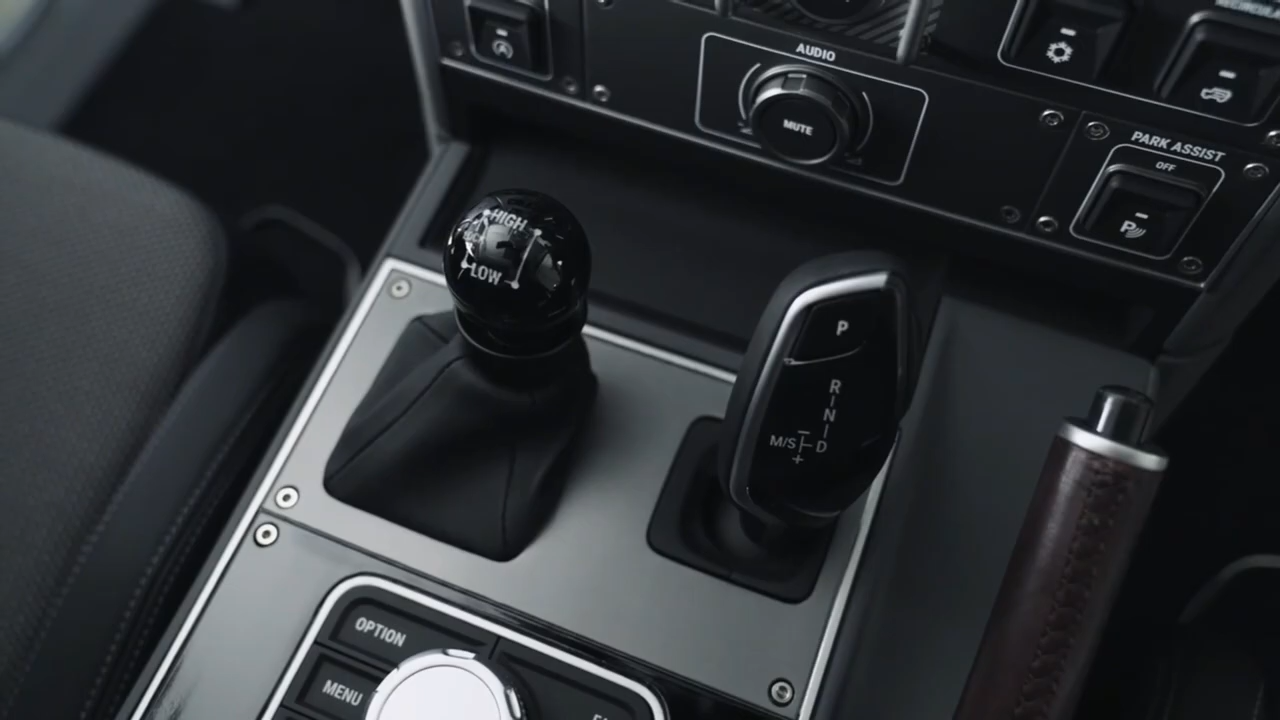 AUDIO
MUTE
PARK ASSIST
OFF
P
HIGH
LOW
P
R
N
M/S
D
+
OPTION
MENU